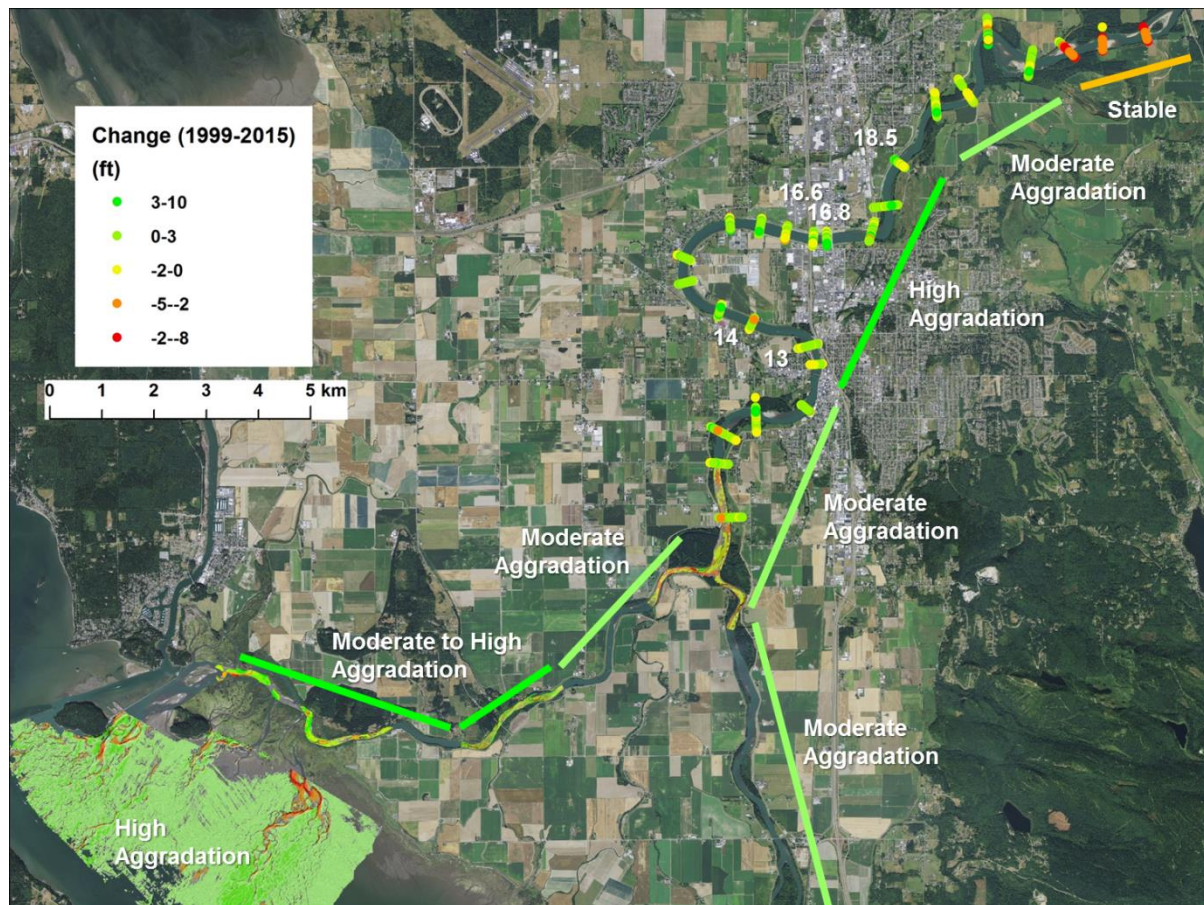 Change (1999-2015)
(ft)
3-10
0-3
-2-0
-5--2
-2--8
0 1 2 3 4 5 km
18.5
16.6
16.8
14
13
Stable
Moderate
Aggradation
High
Aggradation
Moderate
Aggradation
Moderate
Aggradation
Moderate to High
Aggradation
Moderate
Aggradation
High
Aggradation